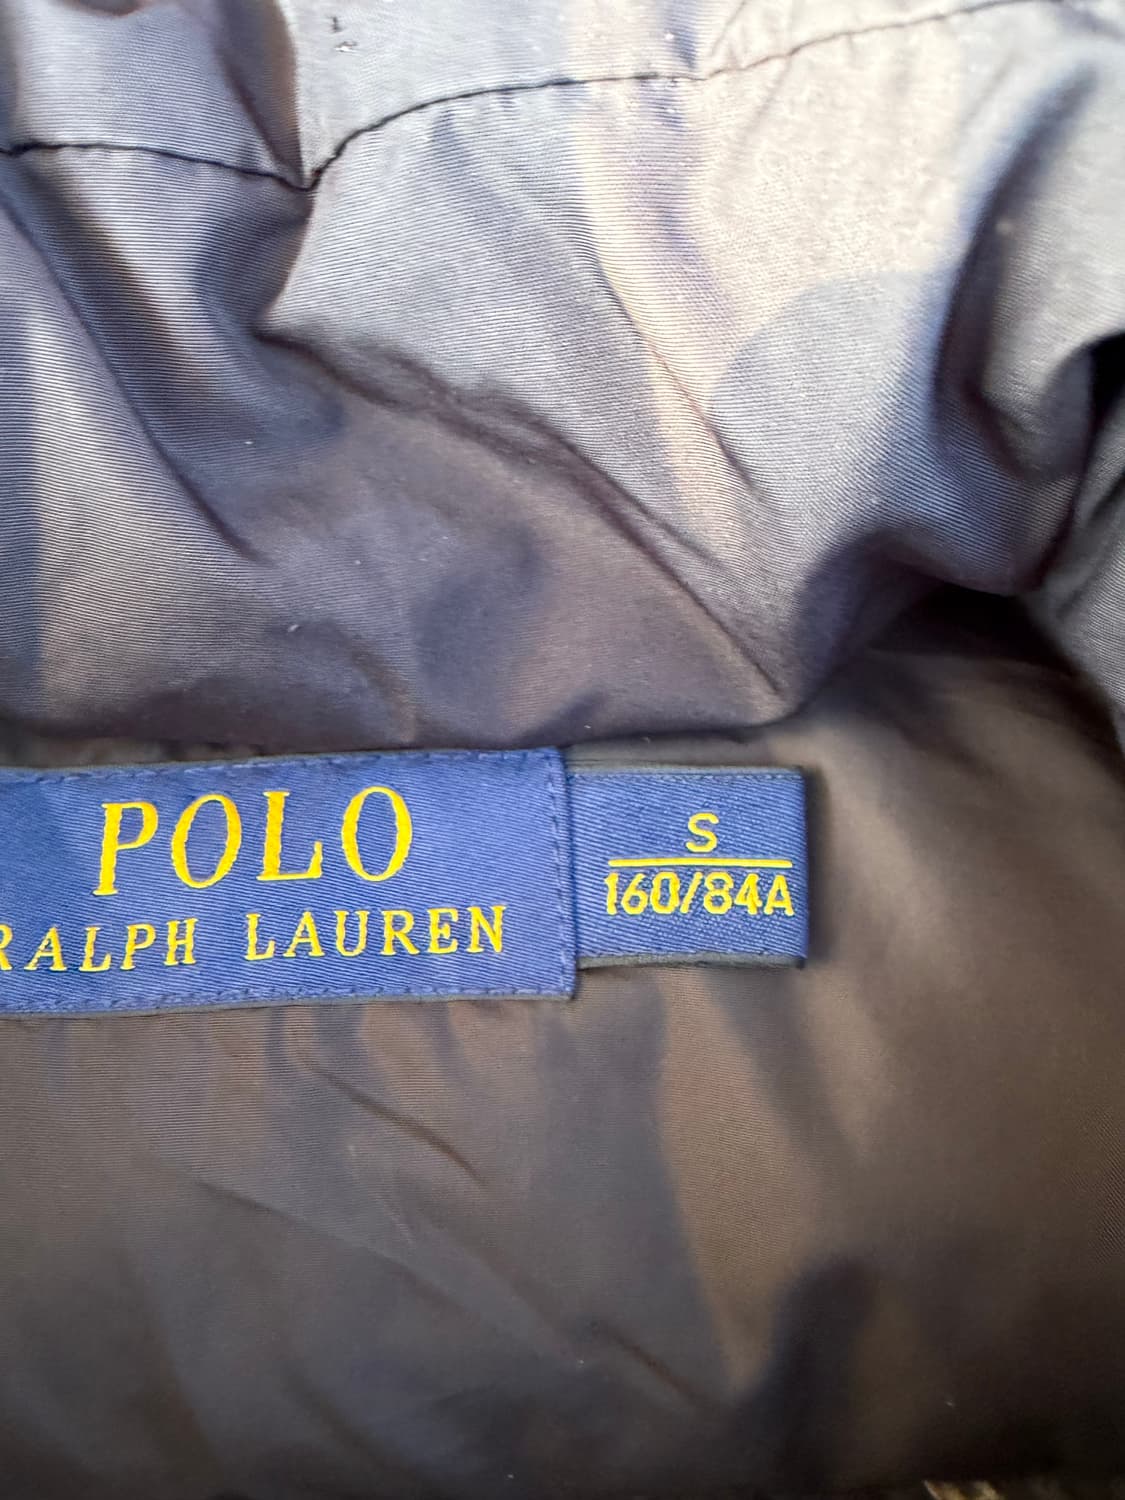 POLO
RALPH LAUREN
S
160/84A